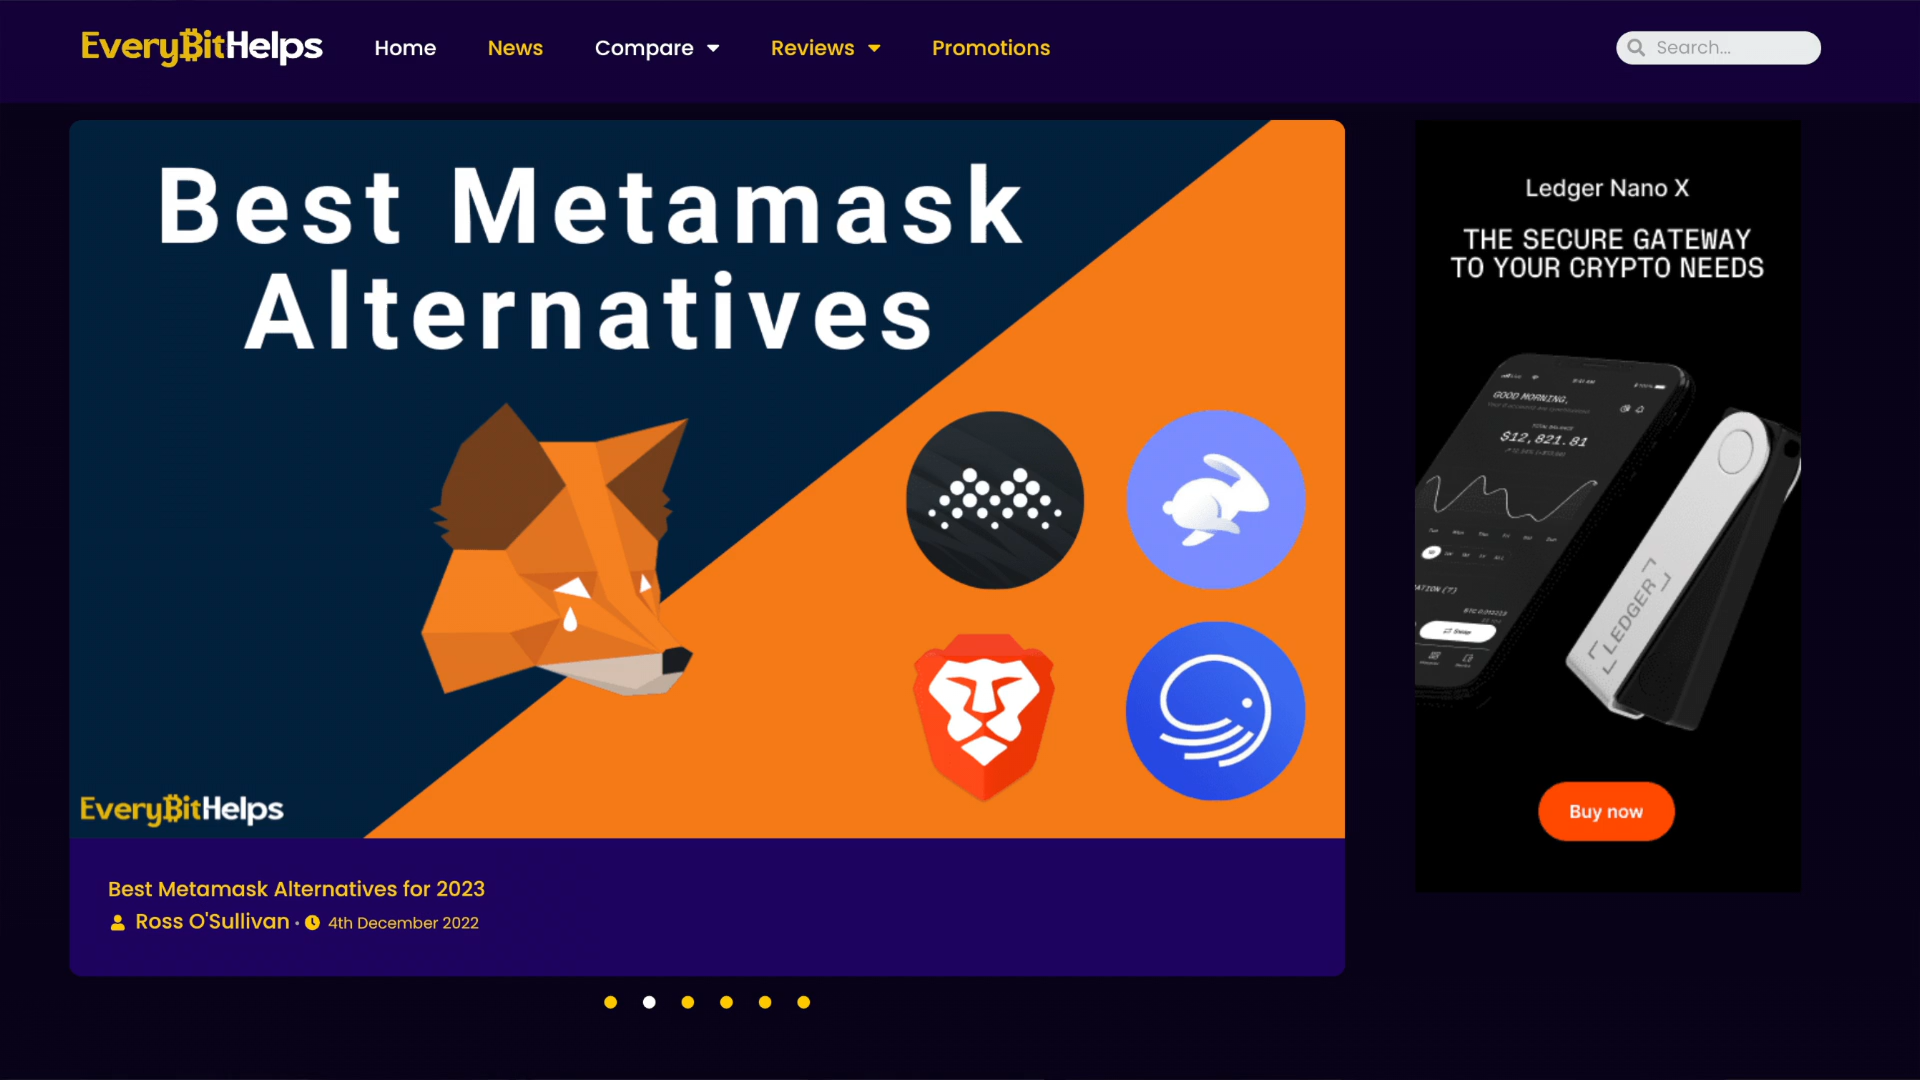 EveryBitHelps
Home
News
Compare
Reviews
Promotions
Search...
Best Metamask
Alternatives
EveryBitHelps
Best Metamask Alternatives for 2023
Ross O'Sullivan • 4th December 2022
Ledger Nano X
THE SECURE GATEWAY
TO YOUR CRYPTO NEEDS
GOOD MORNING,
TOTAL BALANCE
$12,821.81
LEDGER
Buy now